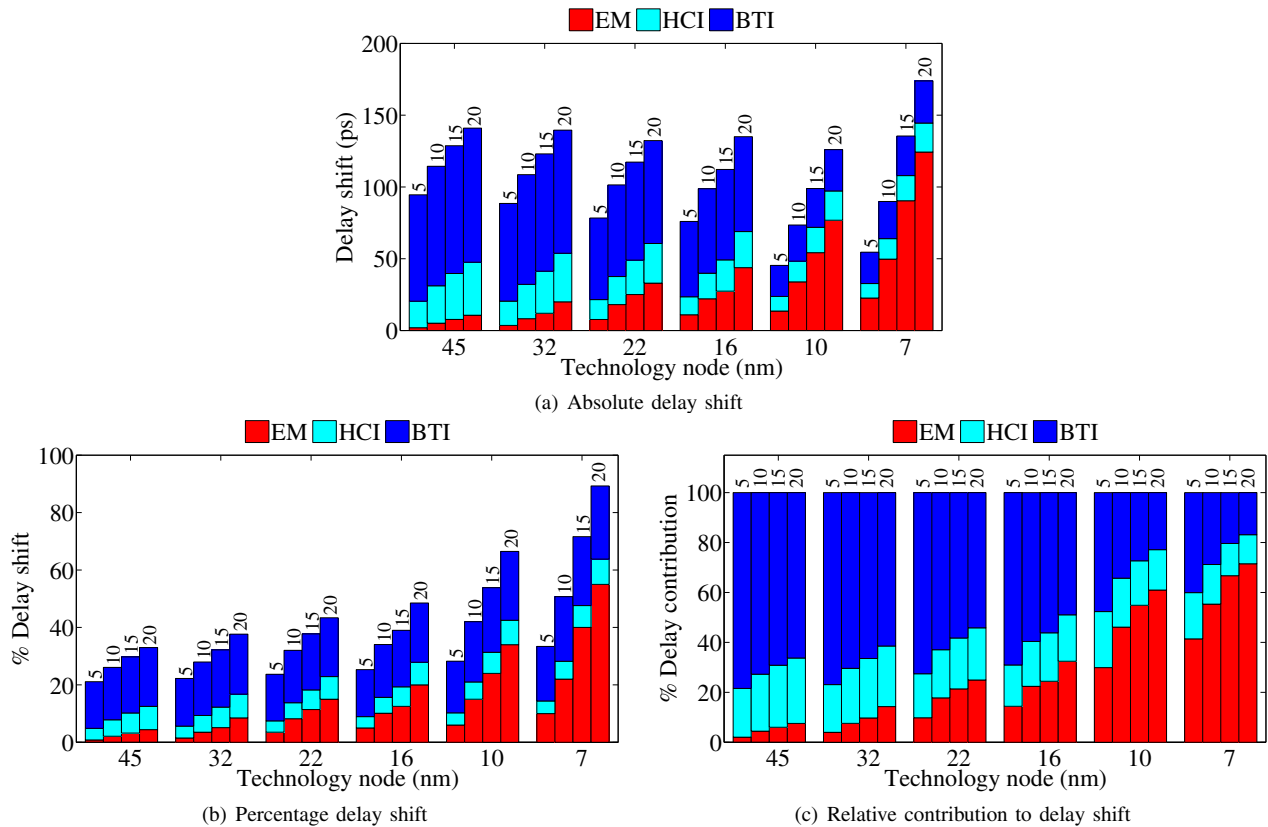 EM HCI BTI
Delay shift (ps)
200
150
100
50
0
5 10 15 20
5 10 15 20
5 10 15 20
5 10 15 20
5 10 15 20
5 10 15 20
45 32 22 16 10 7
Technology node (nm)
(a) Absolute delay shift
EM HCI BTI
% Delay shift
100
80
60
40
20
0
5 10 15 20
5 10 15 20
5 10 15 20
5 10 15 20
5 10 15 20
5 10 15 20
45 32 22 16 10 7
Technology node (nm)
(b) Percentage delay shift
EM HCI BTI
% Delay contribution
100
80
60
40
20
0
5 10 15 20
5 10 15 20
5 10 15 20
5 10 15 20
5 10 15 20
5 10 15 20
45 32 22 16 10 7
Technology node (nm)
(c) Relative contribution to delay shift